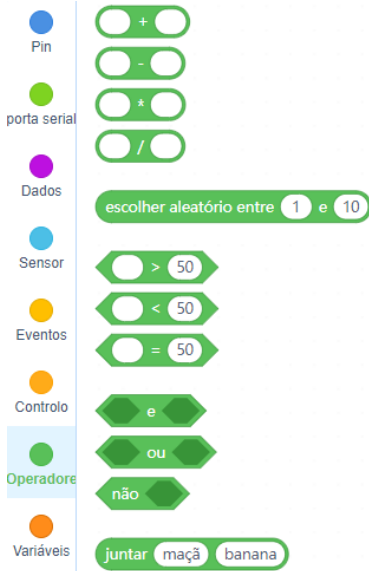 Pin
porta serial
Dados
Sensor
Eventos
Controlo
Operadore
Variáveis
+
-
*
/
escolher aleatório entre 1 e 10
> 50
< 50
= 50
e
ou
não
juntar maçã banana